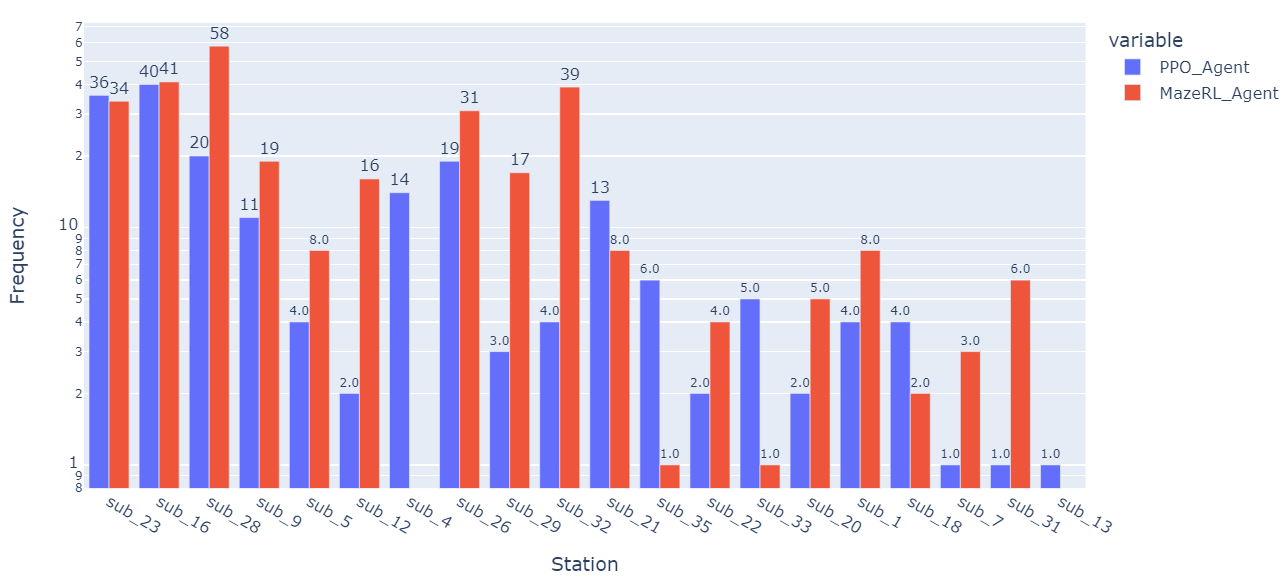 variable
PPO_Agent
MazeRL_Agent
Frequency
7
6
5
4
3
2
10
9
8
7
6
5
4
3
2
1
9
8
36 34 40 41 20 58 11 19 4.0 8.0 2.0 16 14 19 31 3.0 17 4.0 39 13 8.0 6.0 1.0 2.0 4.0 5.0 1.0 2.0 5.0 4.0 8.0 4.0 2.0 1.0 3.0 1.0 6.0 1.0
sub_23 sub_16 sub_28 sub_9 sub_5 sub_12 sub_4 sub_26 sub_29 sub_32 sub_21 sub_35 sub_22 sub_33 sub_20 sub_1 sub_18 sub_7 sub_31 sub_13
Station